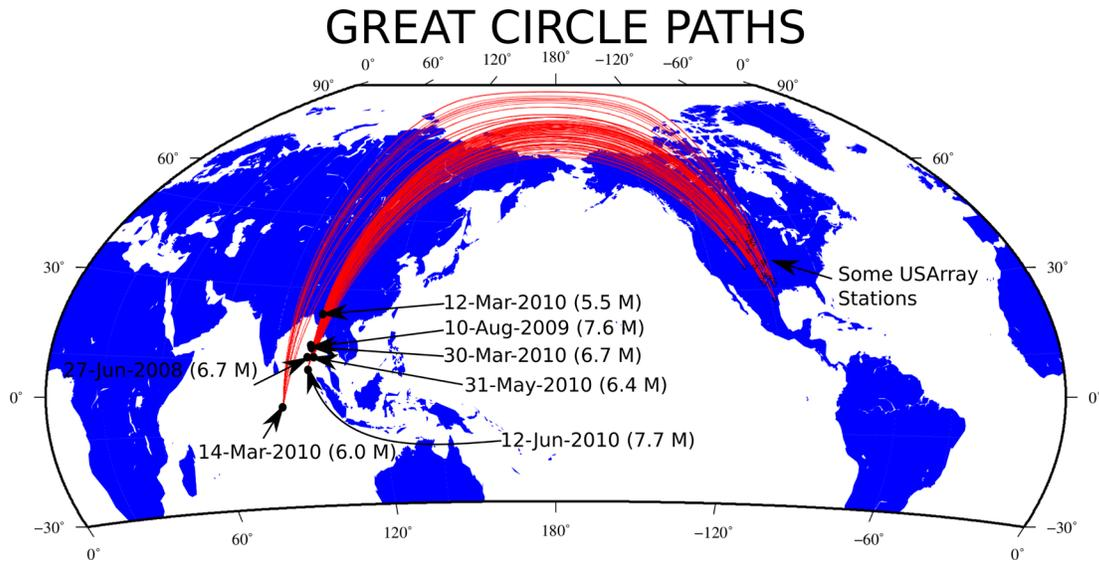 GREAT CIRCLE PATHS
0° 60° 120° 180° −120° −60° 0°
90° 90°
60° 60°
30° 30°
Some USArray
Stations
12-Mar-2010 (5.5 M)
10-Aug-2009 (7.6 M)
30-Mar-2010 (6.7 M)
27-Jun-2008 (6.7 M)
31-May-2010 (6.4 M)
0° 0°
12-Jun-2010 (7.7 M)
14-Mar-2010 (6.0 M)
−30° −30°
0° 60° 120° 180° −120° −60° 0°